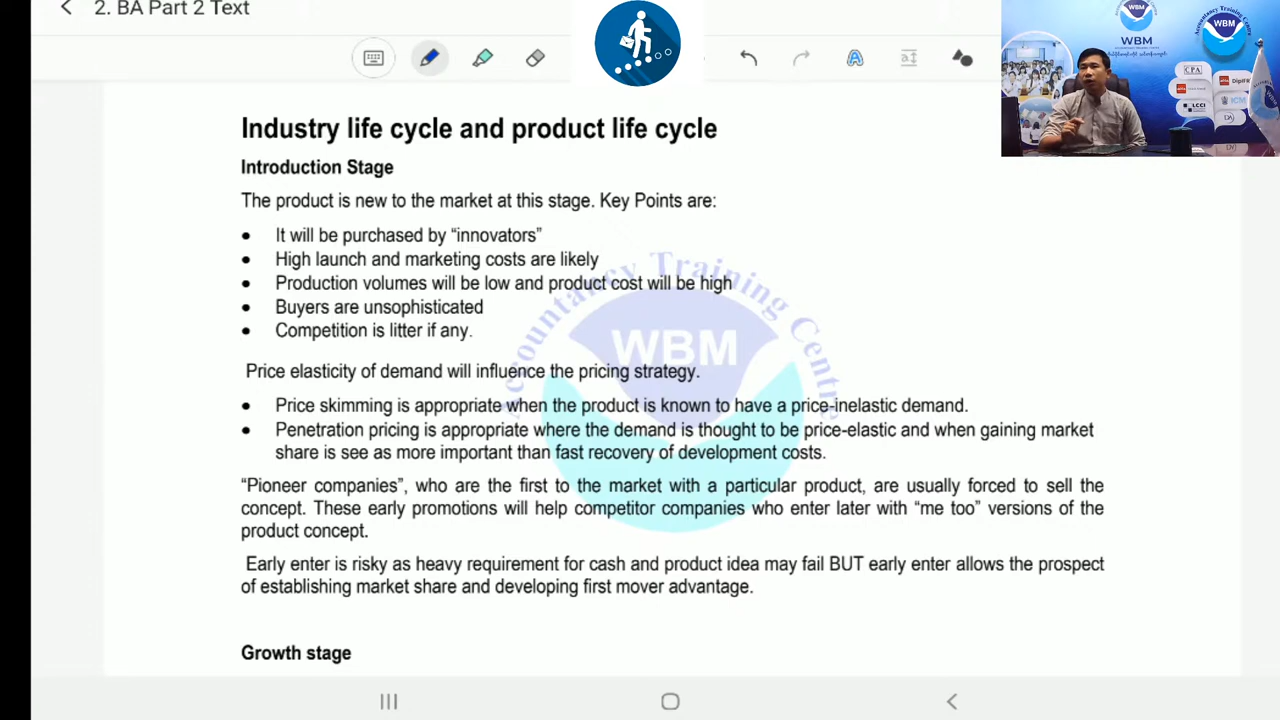 2. BA Part 2 Text
WBM
WBM
CPA
DipIFR
LCCI
ICM
Industry life cycle and product life cycle
Introduction Stage
The product is new to the market at this stage. Key Points are:
• It will be purchased by “innovators”
• High launch and marketing costs are likely
• Production volumes will be low and product cost will be high
• Buyers are unsophisticated
• Competition is litter if any.
Accountancy Training Centre
WBM
Price elasticity of demand will influence the pricing strategy.
• Price skimming is appropriate when the product is known to have a price-inelastic demand.
• Penetration pricing is appropriate where the demand is thought to be price-elastic and when gaining market
share is see as more important than fast recovery of development costs.
“Pioneer companies”, who are the first to the market with a particular product, are usually forced to sell the
concept. These early promotions will help competitor companies who enter later with “me too” versions of the
product concept.
Early enter is risky as heavy requirement for cash and product idea may fail BUT early enter allows the prospect
of establishing market share and developing first mover advantage.
Growth stage